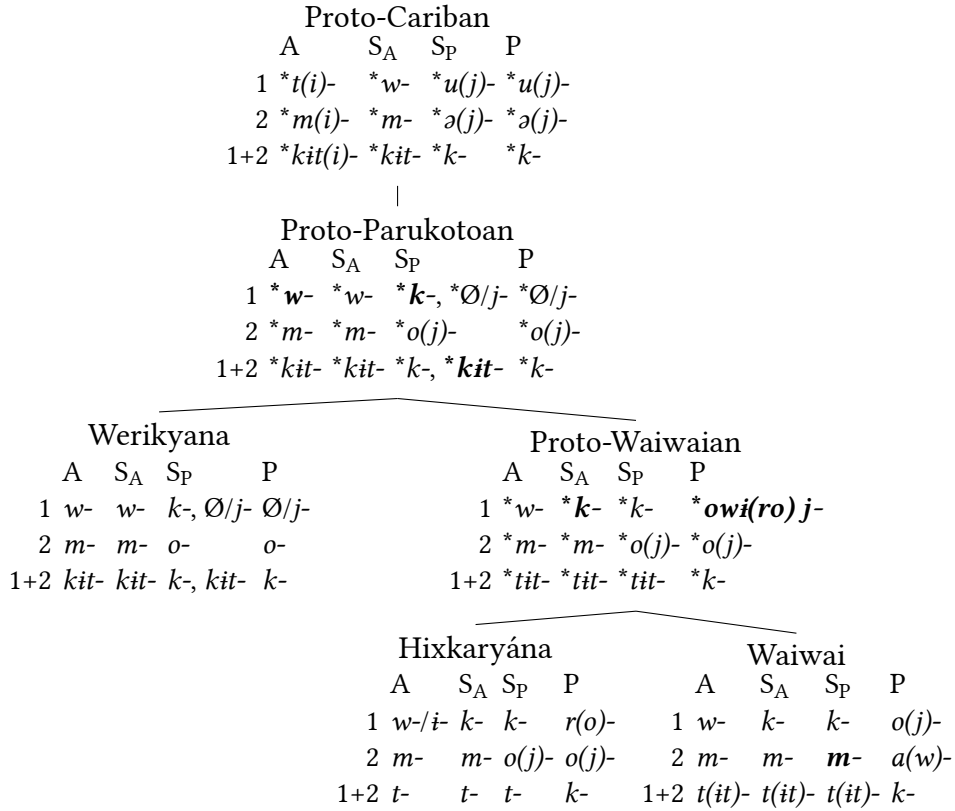 Proto-Cariban
A S_A S_P P
1 *t(i)- *w- *u(j)- *u(j)-
2 *m(i)- *m- *ə(j)- *ə(j)-
1+2 *kɨt(i)- *kɨt- *k- *k-
Proto-Parukotoan
A S_A S_P P
1 *w- *w- *k-, *Ø/j- *Ø/j-
2 *m- *m- *o(j)- *o(j)-
1+2 *kɨt- *kɨt- *k-, *kɨt- *k-
Werikyana Proto-Waiwaian
A S_A S_P P A S_A S_P P
1 w- w- k-, Ø/j- Ø/j- 1 *w- *k- *k- *owɨ(ro) j-
2 m- m- o- o- 2 *m- *m- *o(j)- *o(j)-
1+2 kɨt- kɨt- k-, kɨt- k- 1+2 *tɨt- *tɨt- *tɨt- *k-
Hixkaryána Waiwai
A S_A S_P P A S_A S_P P
1 w-/ɨ- k- k- r(o)- 1 w- k- k- o(j)-
2 m- m- o(j)- o(j)- 2 m- m- m- a(w)-
1+2 t- t- t- k- 1+2 t(ɨt)- t(ɨt)- t(ɨt)- k-